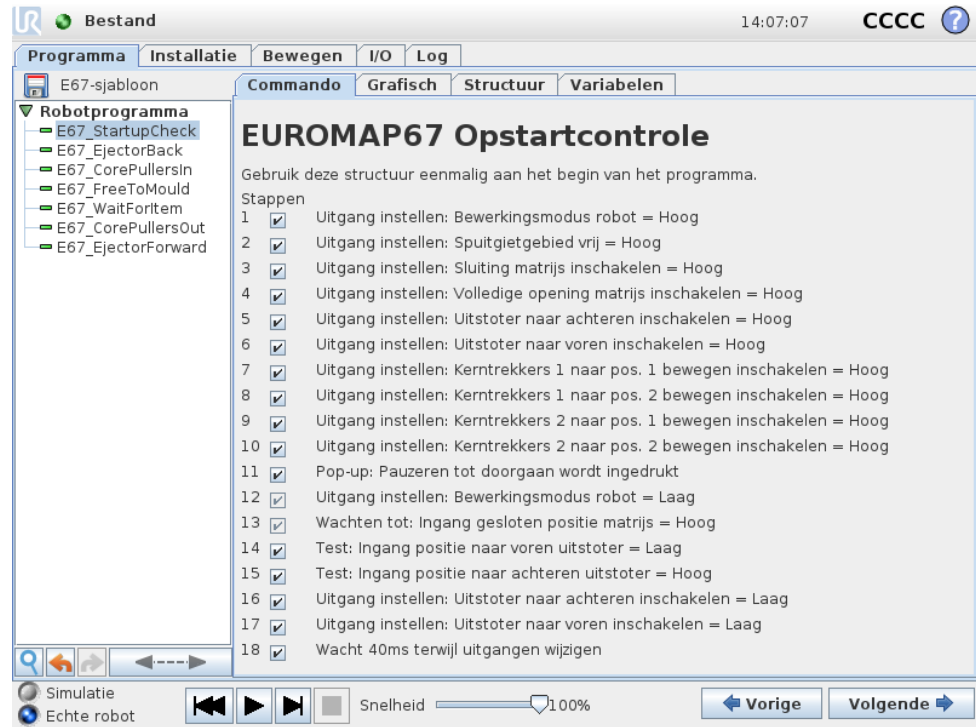 UR Bestand 14:07:07 CCCC ?
Programma Installatie Bewegen I/O Log
E67-sjabloon
Commando Grafisch Structuur Variabelen
Robotprogramma
E67_StartupCheck
E67_EjectorBack
E67_CorePullersIn
E67_FreeToMould
E67_WaitForItem
E67_CorePullersOut
E67_EjectorForward
EUROMAP67 Opstartcontrole
Gebruik deze structuur eenmalig aan het begin van het programma.
Stappen
1 Uitgang instellen: Bewerkingsmodus robot = Hoog
2 Uitgang instellen: Spuitgietgebied vrij = Hoog
3 Uitgang instellen: Sluiting matrijs inschakelen = Hoog
4 Uitgang instellen: Volledige opening matrijs inschakelen = Hoog
5 Uitgang instellen: Uitstoter naar achteren inschakelen = Hoog
6 Uitgang instellen: Uitstoter naar voren inschakelen = Hoog
7 Uitgang instellen: Kerntrekkers 1 naar pos. 1 bewegen inschakelen = Hoog
8 Uitgang instellen: Kerntrekkers 1 naar pos. 2 bewegen inschakelen = Hoog
9 Uitgang instellen: Kerntrekkers 2 naar pos. 1 bewegen inschakelen = Hoog
10 Uitgang instellen: Kerntrekkers 2 naar pos. 2 bewegen inschakelen = Hoog
11 Pop-up: Pauzeren tot doorgaan wordt ingedrukt
12 Uitgang instellen: Bewerkingsmodus robot = Laag
13 Wachten tot: Ingang gesloten positie matrijs = Hoog
14 Test: Ingang positie naar voren uitstoter = Laag
15 Test: Ingang positie naar achteren uitstoter = Hoog
16 Uitgang instellen: Uitstoter naar achteren inschakelen = Laag
17 Uitgang instellen: Uitstoter naar voren inschakelen = Laag
18 Wacht 40ms terwijl uitgangen wijzigen
Simulatie
Echte robot
Snelheid 100%
Vorige Volgende